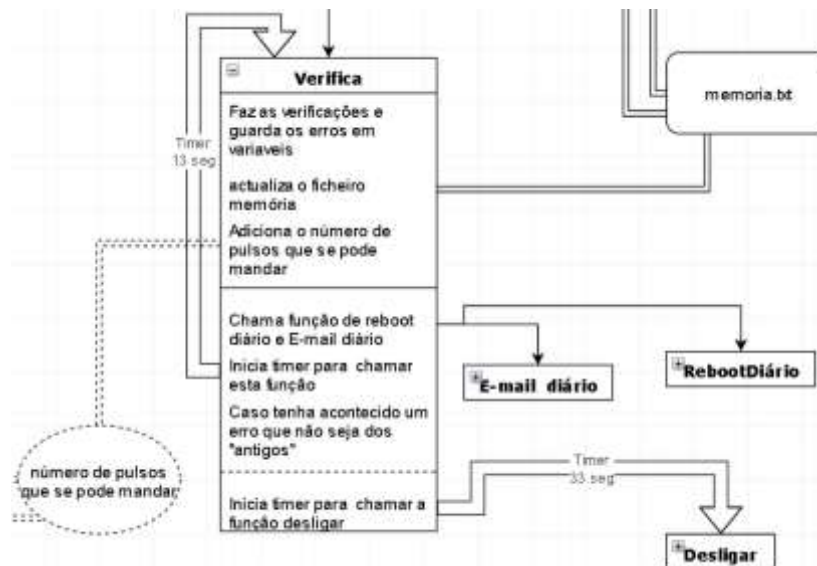 Verifica
Faz as verificações e
guarda os erros em
variaveis
actualiza o ficheiro
memória
Adiciona o número de
pulsos que se pode
mandar
Chama função de reboot
diário e E-mail diário
Inicia timer para chamar
esta função
Caso tenha acontecido um
erro que não seja dos
"antigos"
Inicia timer para chamar a
função desligar
Timer
13 seg
número de pulsos
que se pode mandar
memoria.txt
E-mail diário
RebootDiário
Timer
33 seg
Desligar